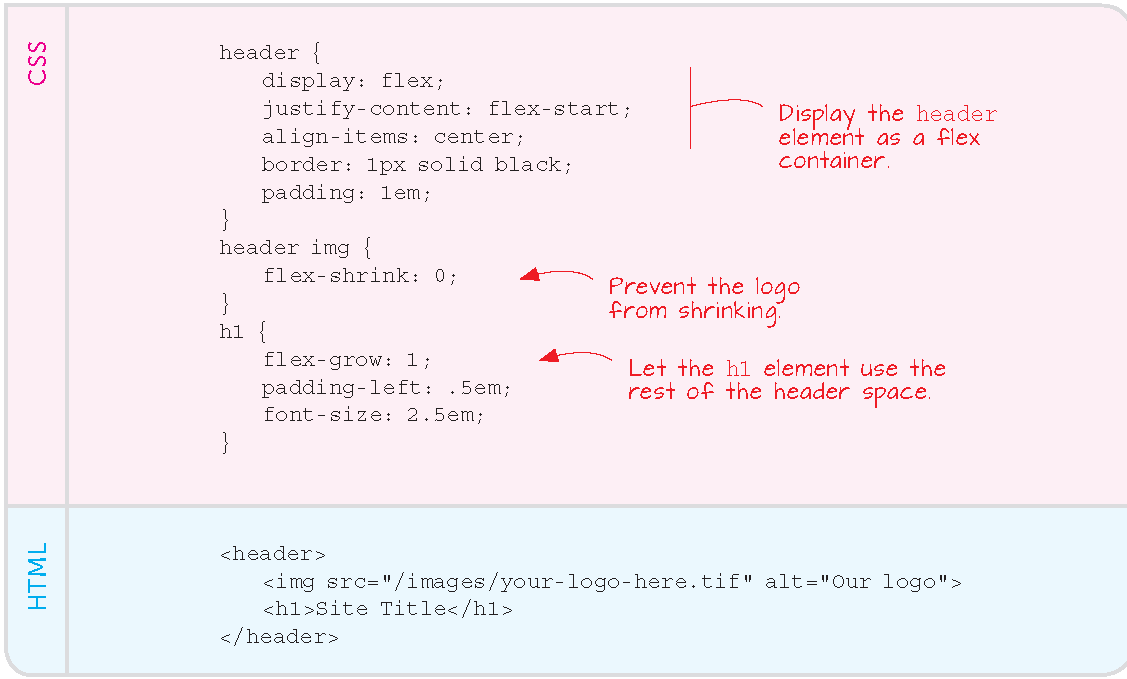 CSS
header {
display: flex;
justify-content: flex-start;
align-items: center;
border: 1px solid black;
padding: 1em;
}
Display the header
element as a flex
container.
header img {
flex-shrink: 0;
}
Prevent the logo
from shrinking.
h1 {
flex-grow: 1;
padding-left: .5em;
font-size: 2.5em;
}
Let the h1 element use the
rest of the header space.
HTML
<header>
<img src="/images/your-logo-here.tif" alt="Our logo">
<h1>Site Title</h1>
</header>